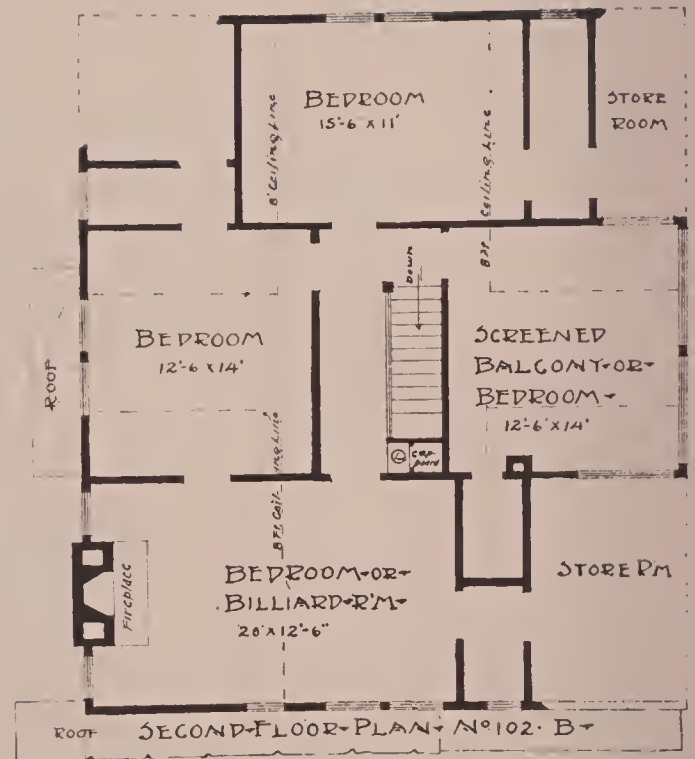 BEDROOM
15'-6 X 11'
STORE
ROOM
8' Ceiling Line
8 Ft. Ceiling Line
Down
BEDROOM
12'-6 X 14'
SCREENED
BALCONY-OR-
BEDROOM-
12'-6" X 14'
ROOF
Cup-
board
8 Ft. Ceil-ing Line
Fireplace
BEDROOM-OR-
BILLIARD-R'M-
20' X 12'-6"
STORE RM
ROOF
SECOND-FLOOR-PLAN- No 102. B-